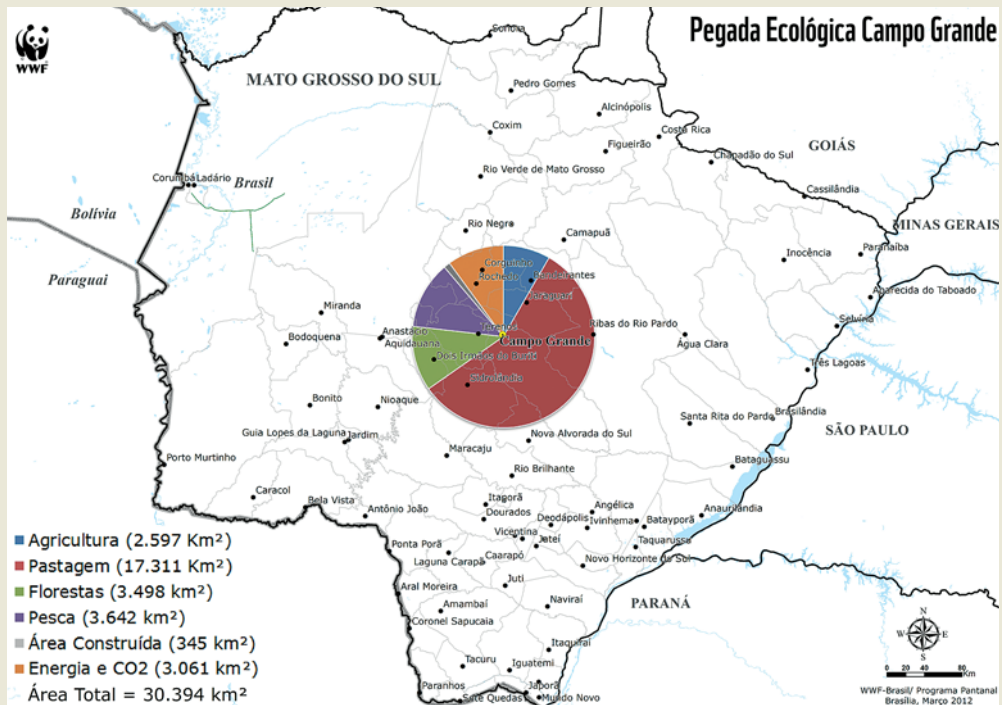 Pegada Ecológica Campo Grande
WWF
Sonora
MATO GROSSO DO SUL
Pedro Gomes
Alcinópolis
Coxim
Costa Rica
Figueirão
GOIÁS
Chapadão do Sul
Rio Verde de Mato Grosso
Corumbá
Ladário
Brasil
Cassilândia
Bolívia
MINAS GERAIS
Rio Negro
Camapuã
Paranaíba
Inocência
Corguinho
Paraguai
Rochedo
Bandeirantes
Aparecida do Taboado
Jaraguari
Miranda
Selvíria
Anastácio
Terenos
Ribas do Rio Pardo
Bodoquena
Aquidauana
Campo Grande
Água Clara
Dois Irmãos do Buriti
Três Lagoas
Sidrolândia
Bonito
Nioaque
Santa Rita do Pardo
Brasilândia
Guia Lopes da Laguna
Jardim
Nova Alvorada do Sul
SÃO PAULO
Maracaju
Porto Murtinho
Bataguassu
Rio Brilhante
Caracol
Bela Vista
Itaporã
Antônio João
Dourados
Angélica
Anaurilândia
Deodápolis
Ivinhema
Batayporã
Vicentina
Jateí
Taquarussu
Ponta Porã
Laguna Carapã
Caarapó
Novo Horizonte do Sul
Juti
Aral Moreira
Amambaí
Naviraí
PARANÁ
Coronel Sapucaia
Itaquiraí
Tacuru
Iguatemi
Paranhos
Japorã
Sete Quedas
Mundo Novo
Agricultura (2.597 Km²)
Pastagem (17.311 Km²)
Florestas (3.498 km²)
Pesca (3.642 km²)
Área Construída (345 km²)
Energia e CO2 (3.061 km²)
Área Total = 30.394 km²
N
W
E
S
0 20 40 80
Km
WWF-Brasil/ Programa Pantanal
Brasília, Março 2012